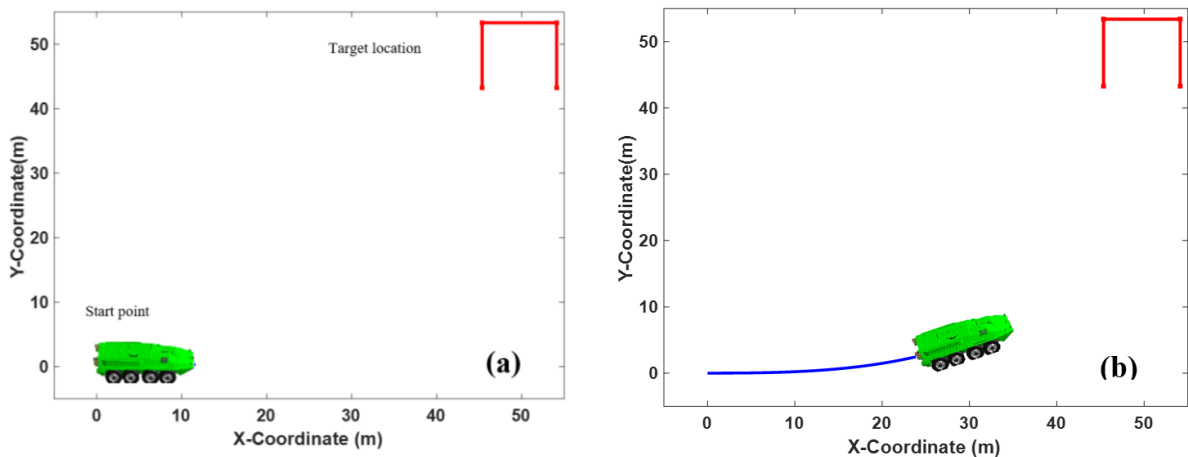 50
40
30
20
10
0
Y-Coordinate(m)
Target location
Start point
(a)
0 10 20 30 40 50
X-Coordinate (m)
50
40
30
20
10
0
Y-Coordinate(m)
(b)
0 10 20 30 40 50
X-Coordinate (m)